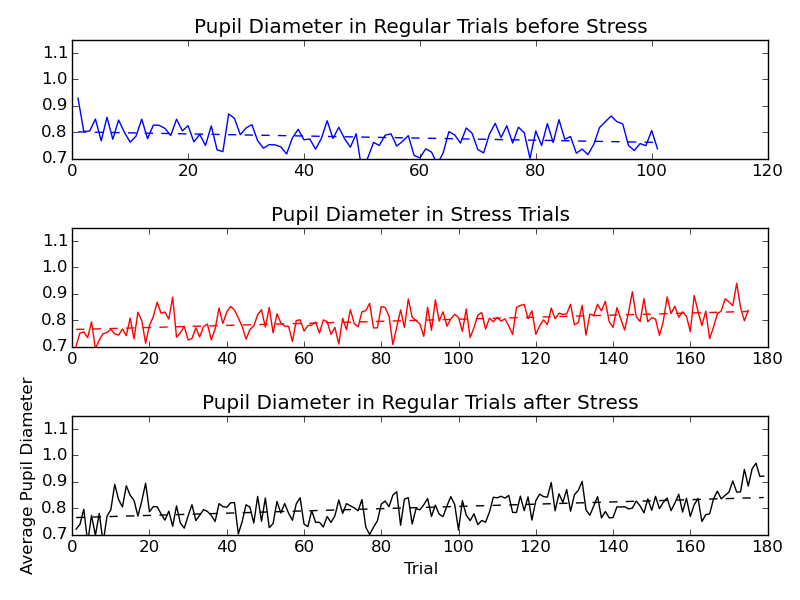 Pupil Diameter in Regular Trials before Stress
1.1
1.0
0.9
0.8
0.7
0 20 40 60 80 100 120
Pupil Diameter in Stress Trials
1.1
1.0
0.9
0.8
0.7
0 20 40 60 80 100 120 140 160 180
Pupil Diameter in Regular Trials after Stress
Average Pupil Diameter
1.1
1.0
0.9
0.8
0.7
0 20 40 60 80 100 120 140 160 180
Trial